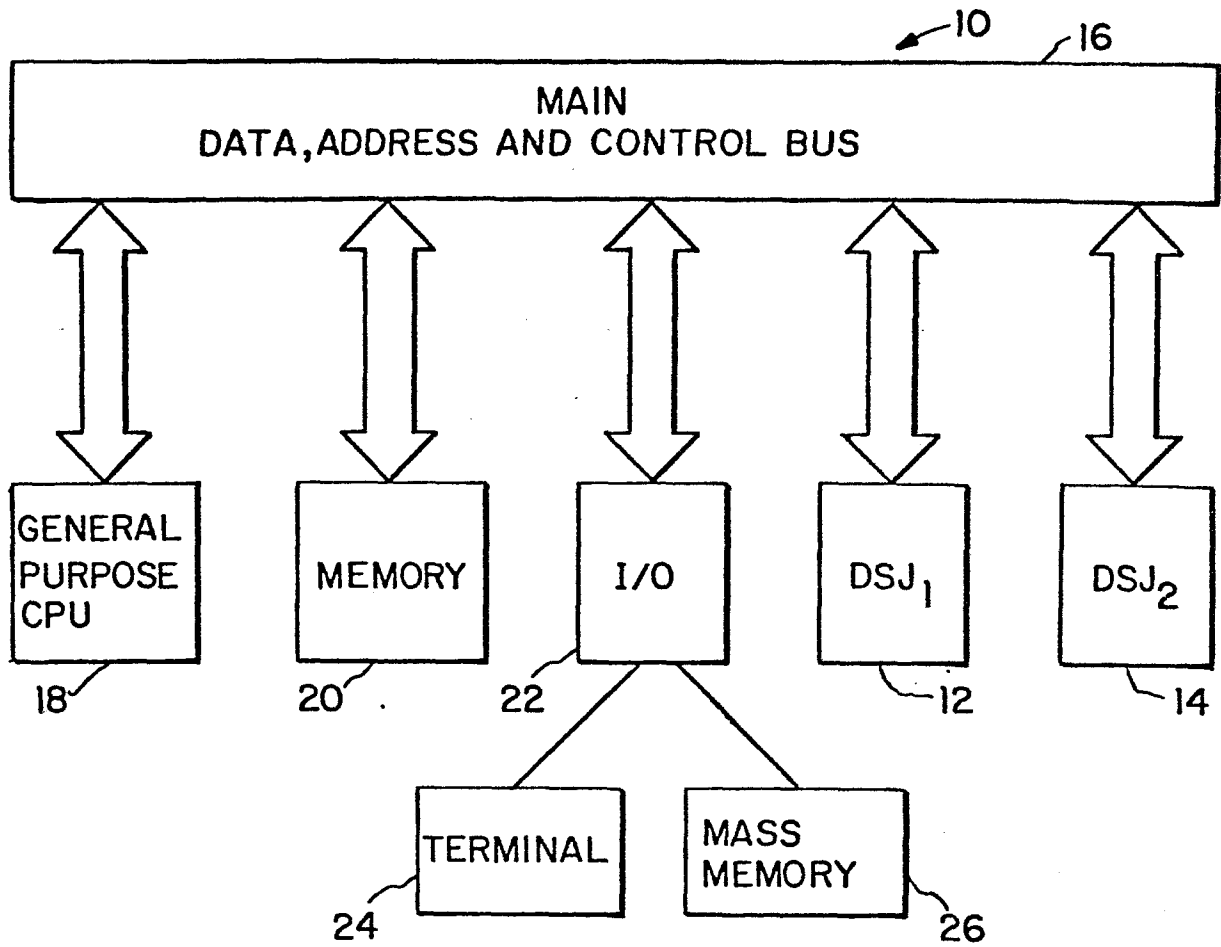 10
16
MAIN
DATA, ADDRESS AND CONTROL BUS
GENERAL
PURPOSE
CPU
MEMORY
I/O
DSJ1
DSJ2
18
20
22
12
14
TERMINAL
MASS
MEMORY
24
26